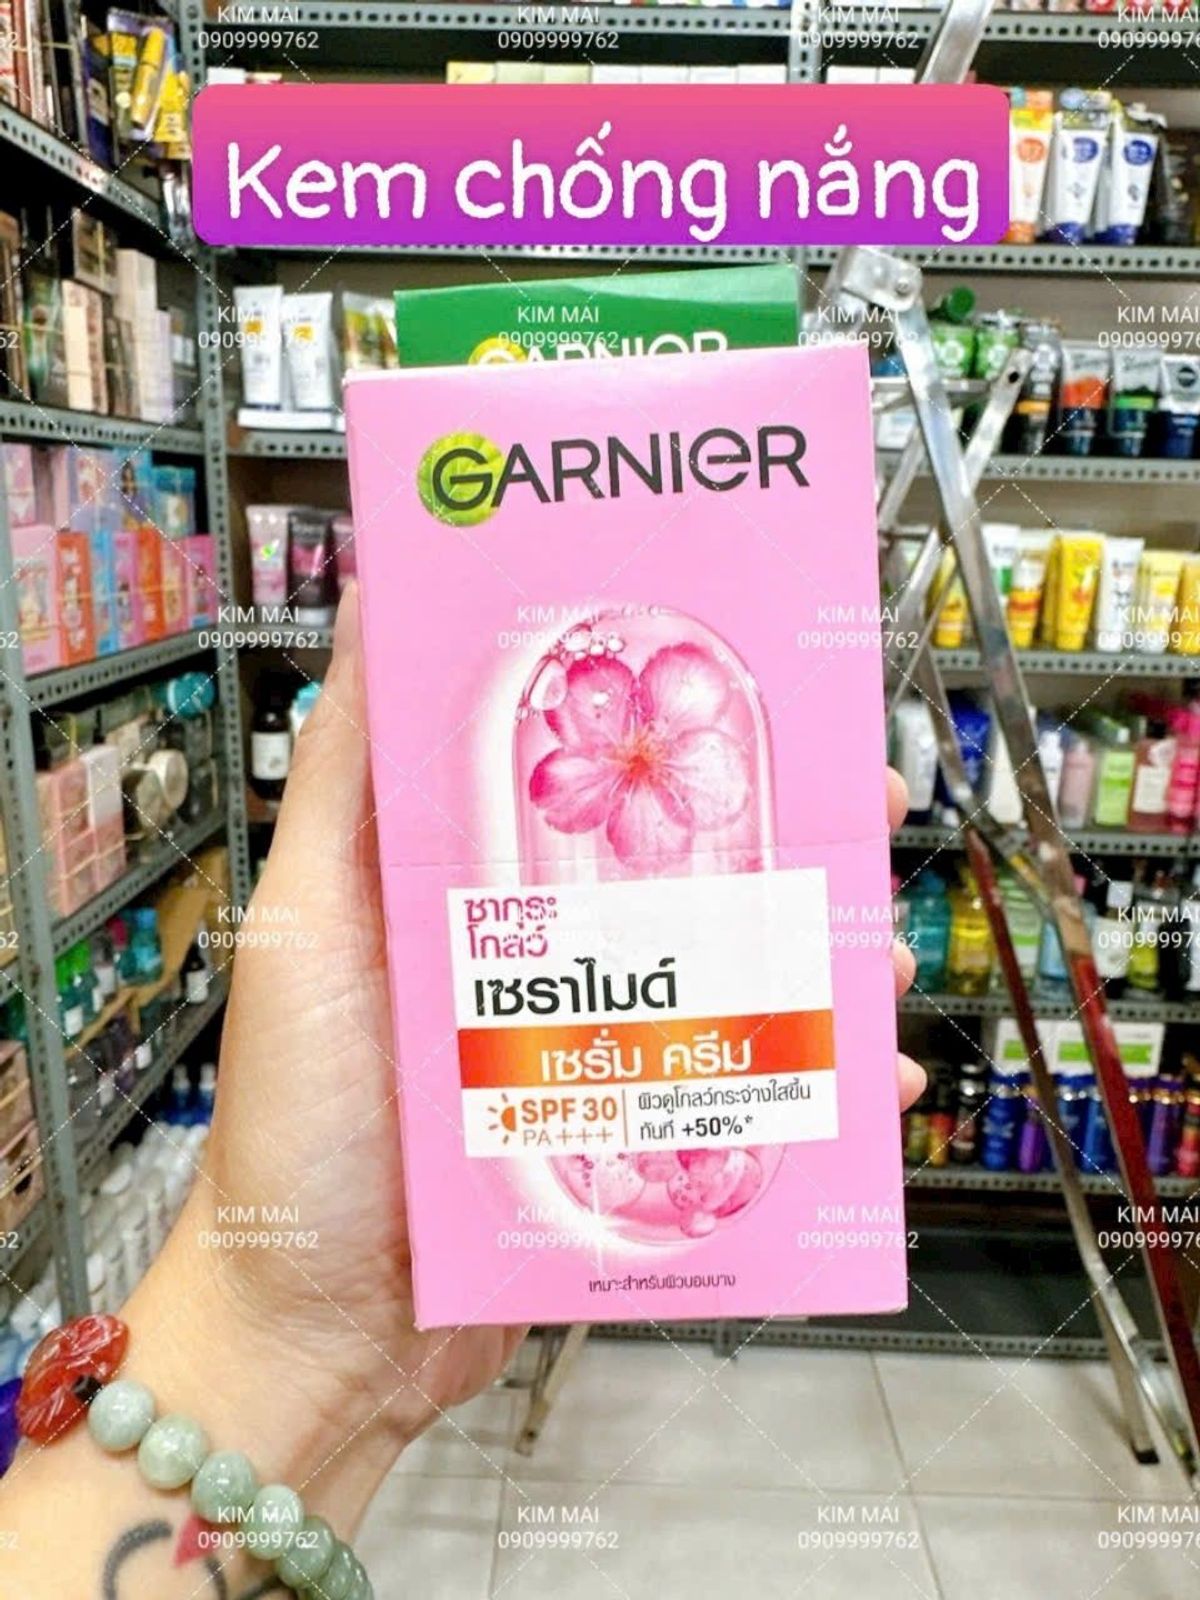 Kem chống nắng
GARNIER
GARNIER
ซากุระ
โกลว์
เซราไมด์
เซรั่ม ครีม
SPF 30
PA+++
ผิวดูโกลว์กระจ่างใสขึ้น
ทันที +50%*
เหมาะสำหรับผิวบอบบาง
KIM MAI
0909999762